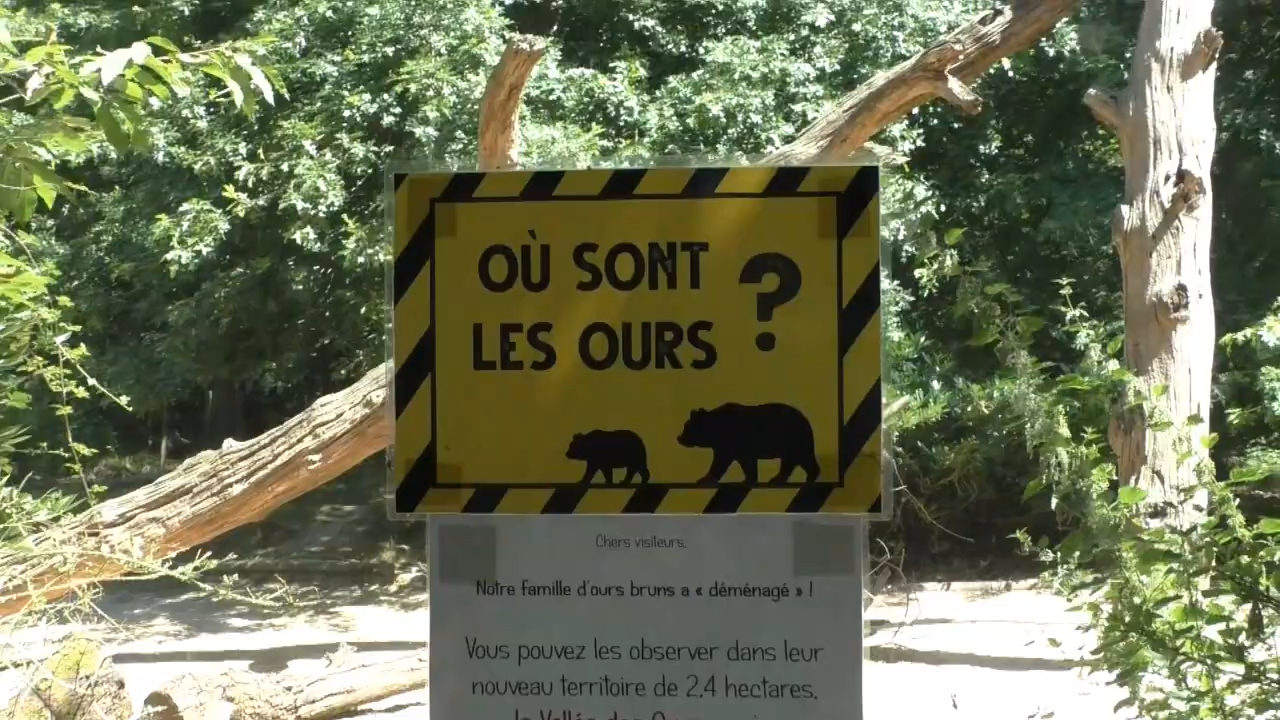 OÙ SONT
LES OURS ?
Chers visiteurs,
Notre famille d'ours bruns a « déménagé » !
Vous pouvez les observer dans leur
nouveau territoire de 2,4 hectares,